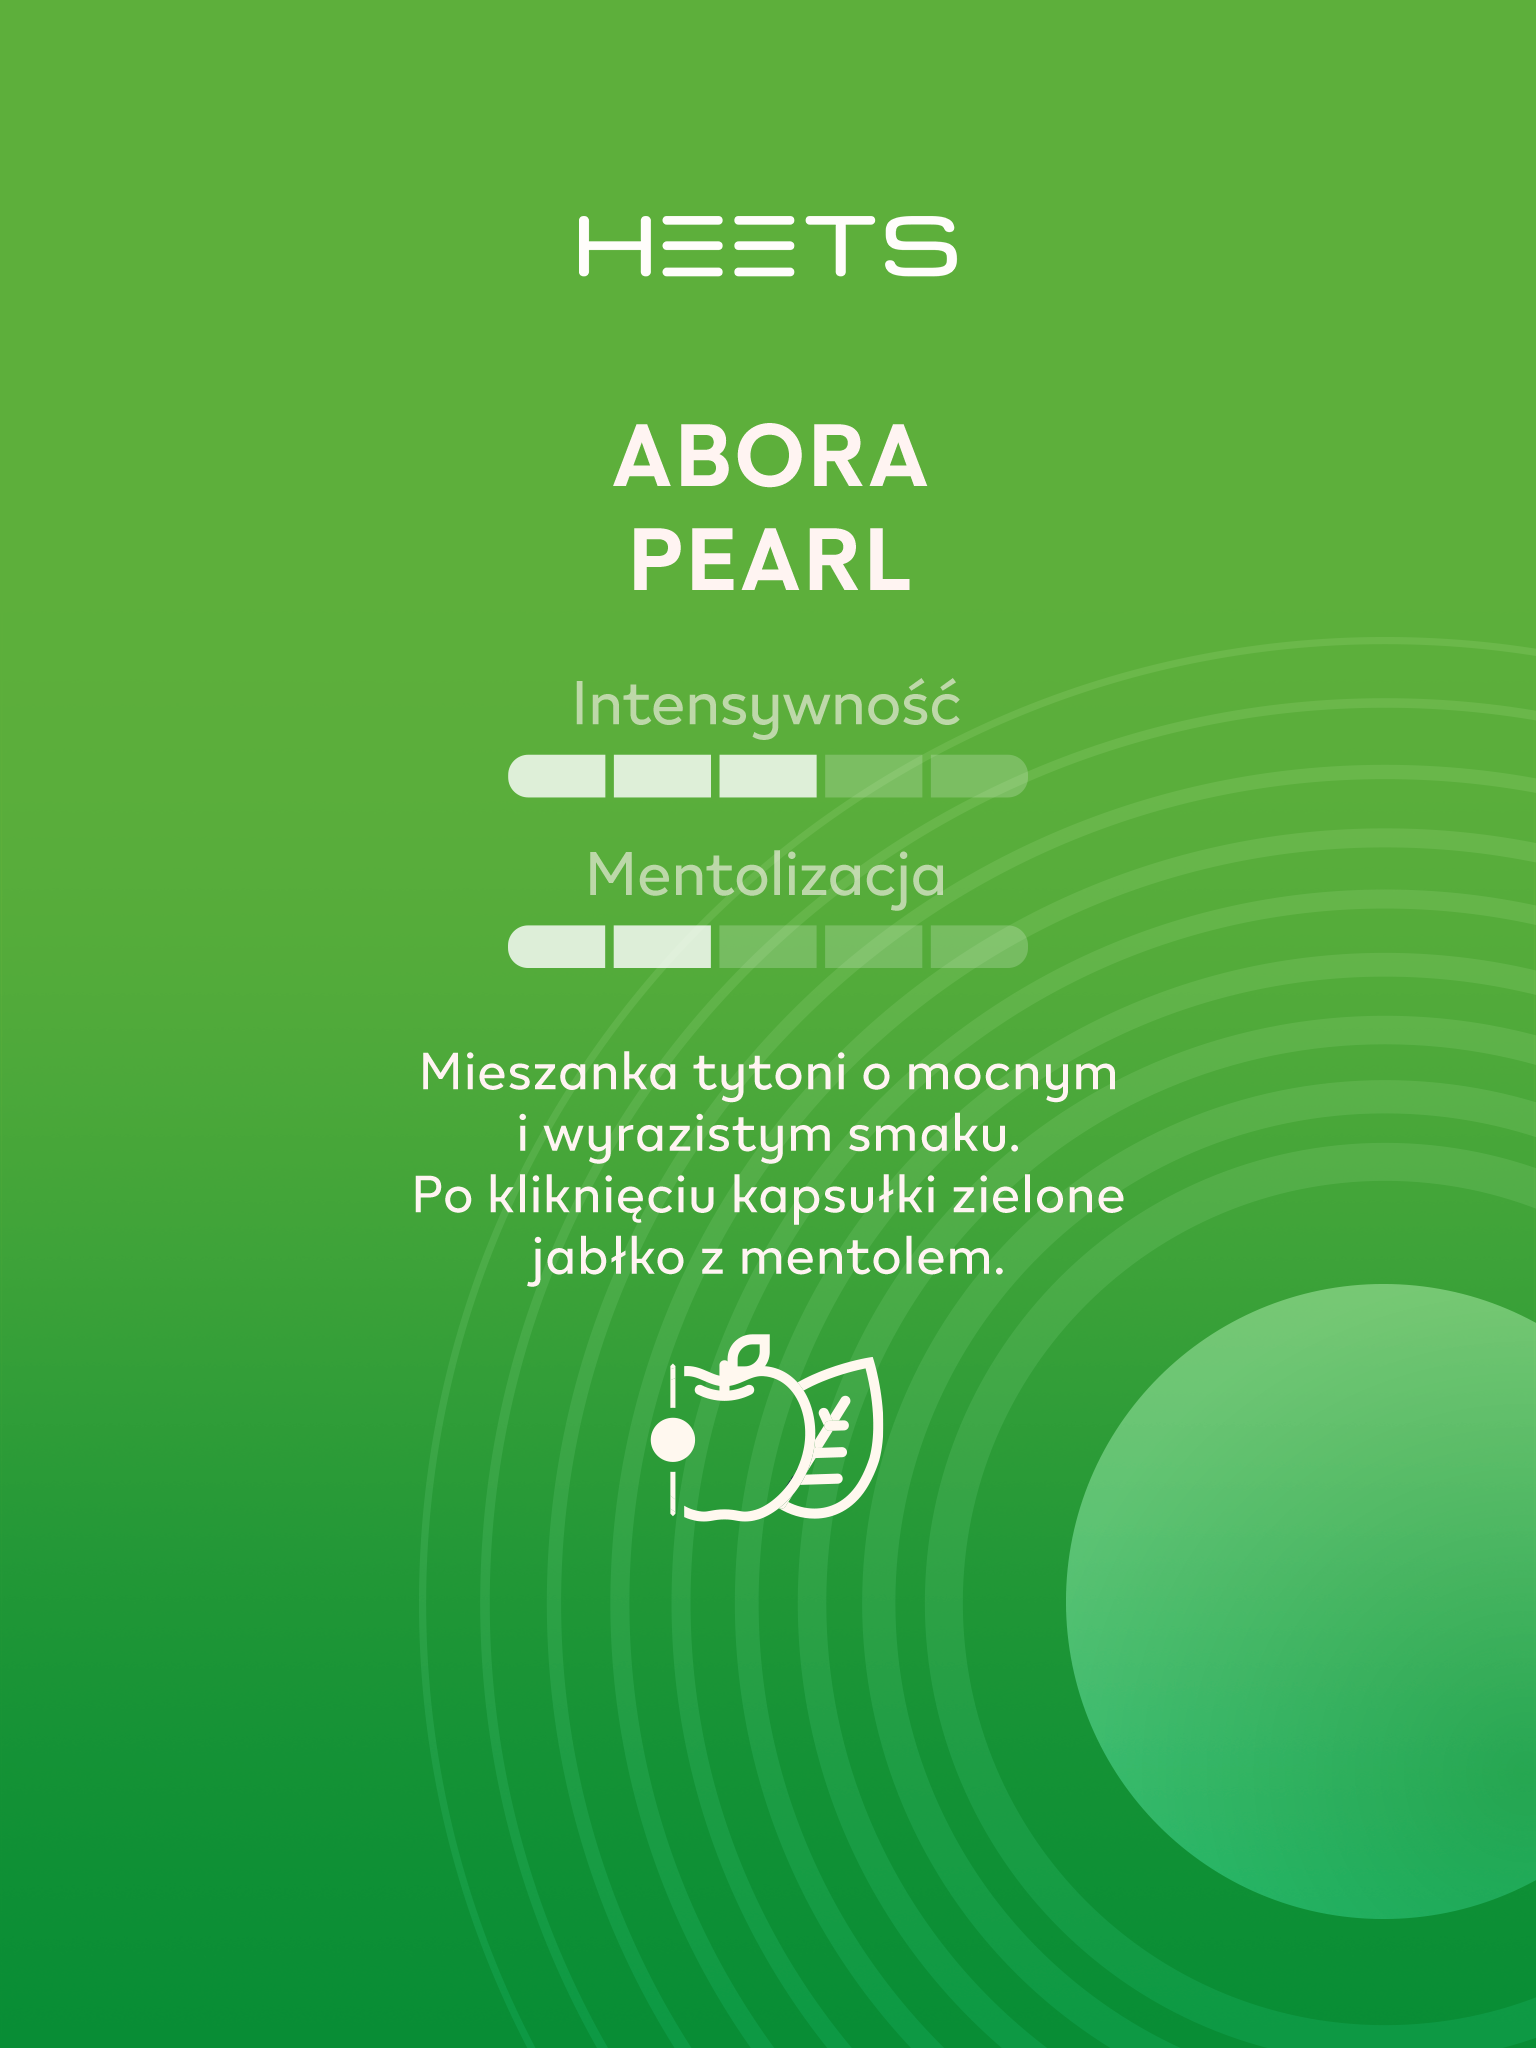 HEETS
ABORA
PEARL
Intensywność
Mentolizacja
Mieszanka tytoni o mocnym
i wyrazistym smaku.
Po kliknięciu kapsułki zielone
jabłko z mentolem.